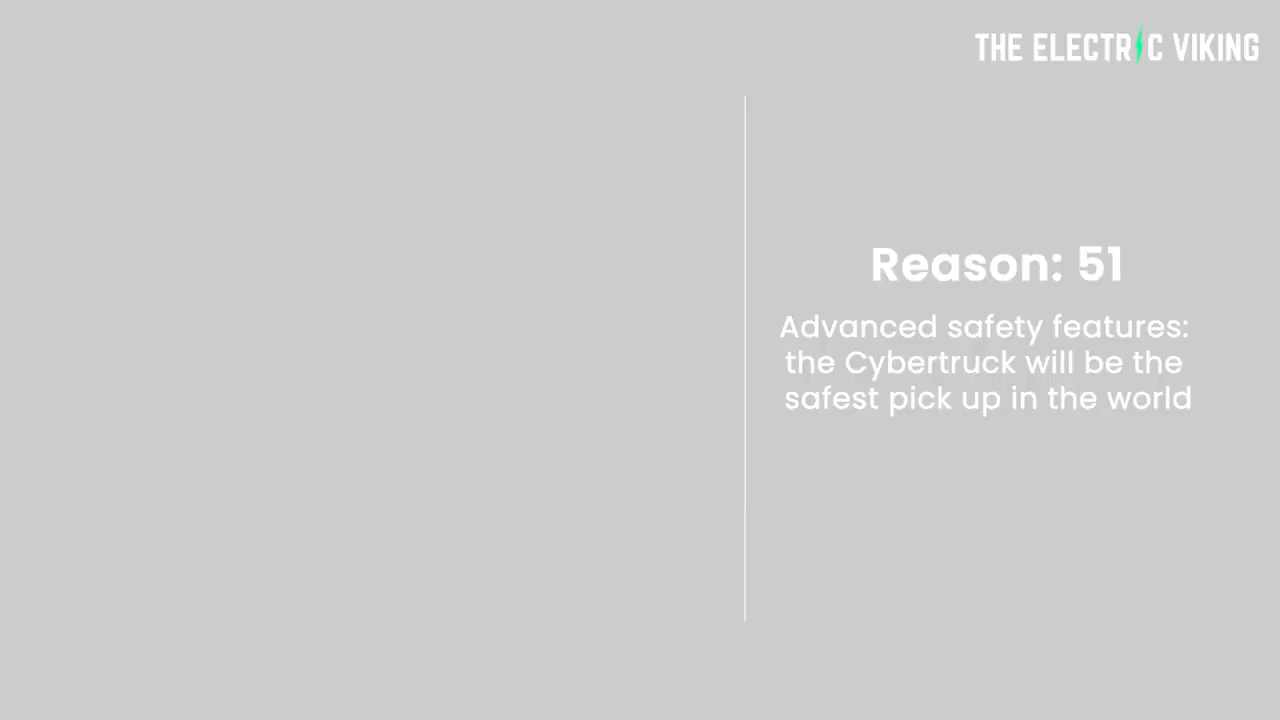 THE ELECTRIC VIKING
Reason: 51
Advanced safety features:
the Cybertruck will be the
safest pick up in the world